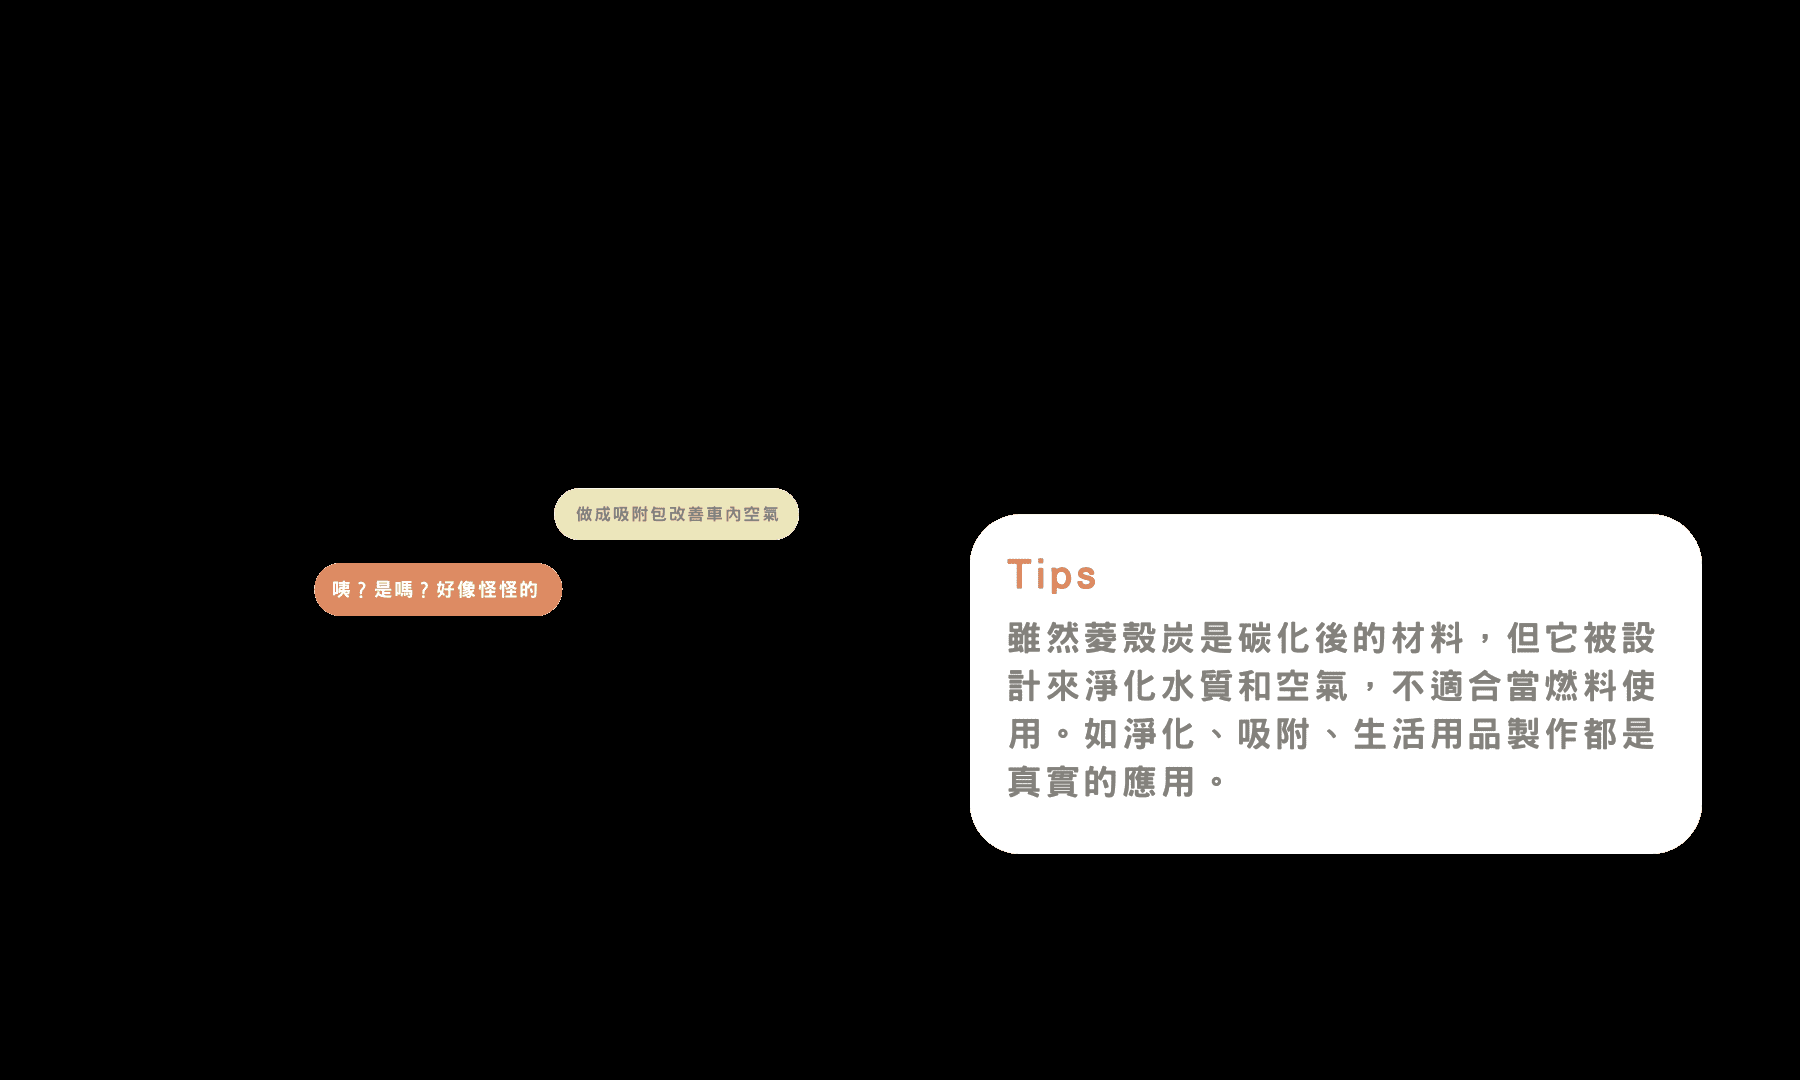 做成吸附包改善車內空氣
咦？是嗎？好像怪怪的
Tips
雖然菱殼炭是碳化後的材料，但它被設
計來淨化水質和空氣，不適合當燃料使
用。如淨化、吸附、生活用品製作都是
真實的應用。